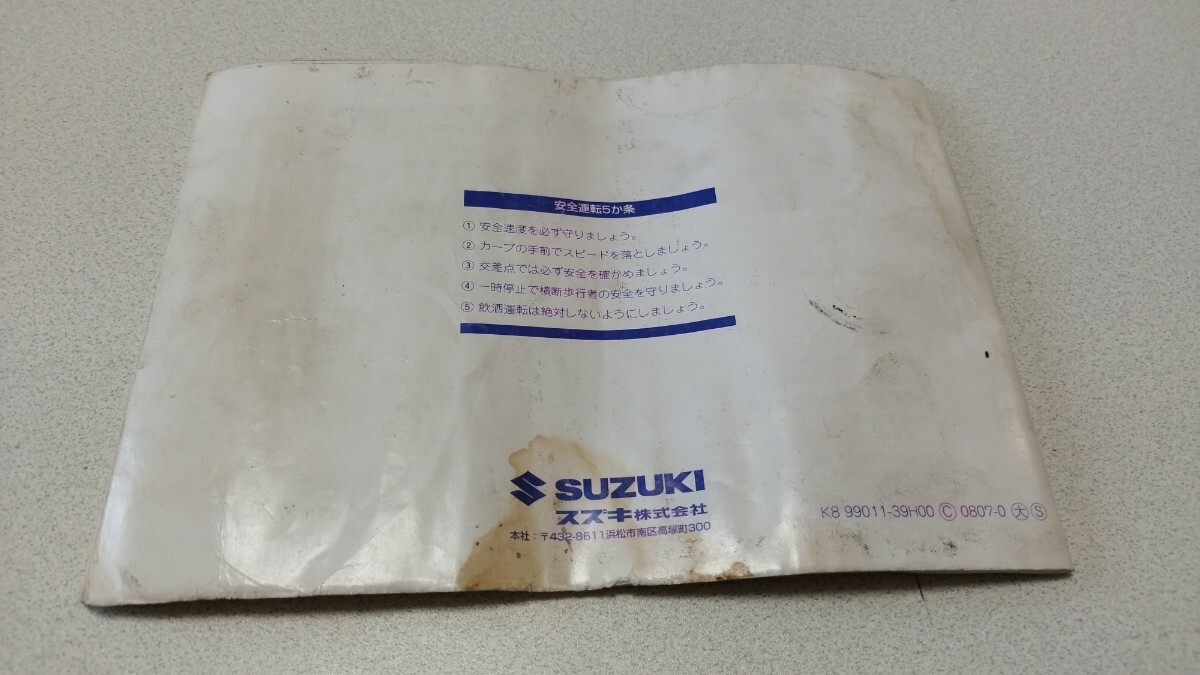 安全運転5か条
① 安全速度を必ず守りましょう。
② カーブの手前でスピードを落としましょう。
③ 交差点では必ず安全を確かめましょう。
④ 一時停止で横断歩行者の安全を守りましょう。
⑤ 飲酒運転は絶対しないようにしましょう。
SUZUKI
スズキ株式会社
本社：〒432-8611浜松市南区高塚町300
K8 99011-39H00 Ⓒ 0807-0 ㊛大 Ⓢ